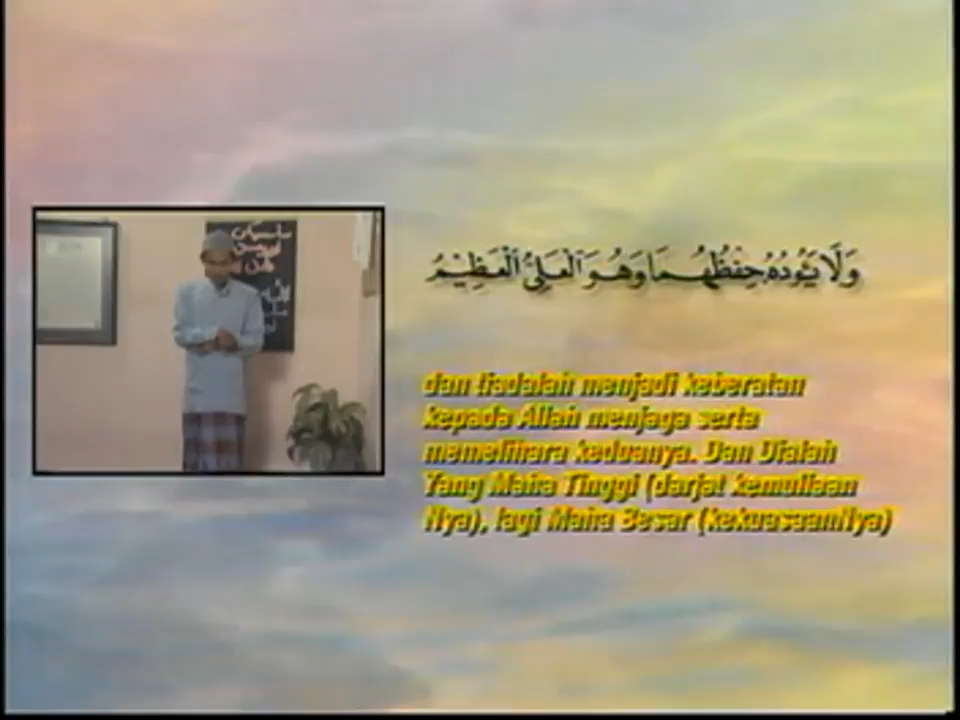 وَلَا يَـُٔودُهُۥ حِفْظُهُمَا وَهُوَ ٱلْعَلِىُّ ٱلْعَظِيمُ
dan tiadalah menjadi keberatan
kepada Allah menjaga serta
memelihara keduanya. Dan Dialah
Yang Maha Tinggi (darjat kemuliaan
Nya), lagi Maha Besar (kekuasaanNya)